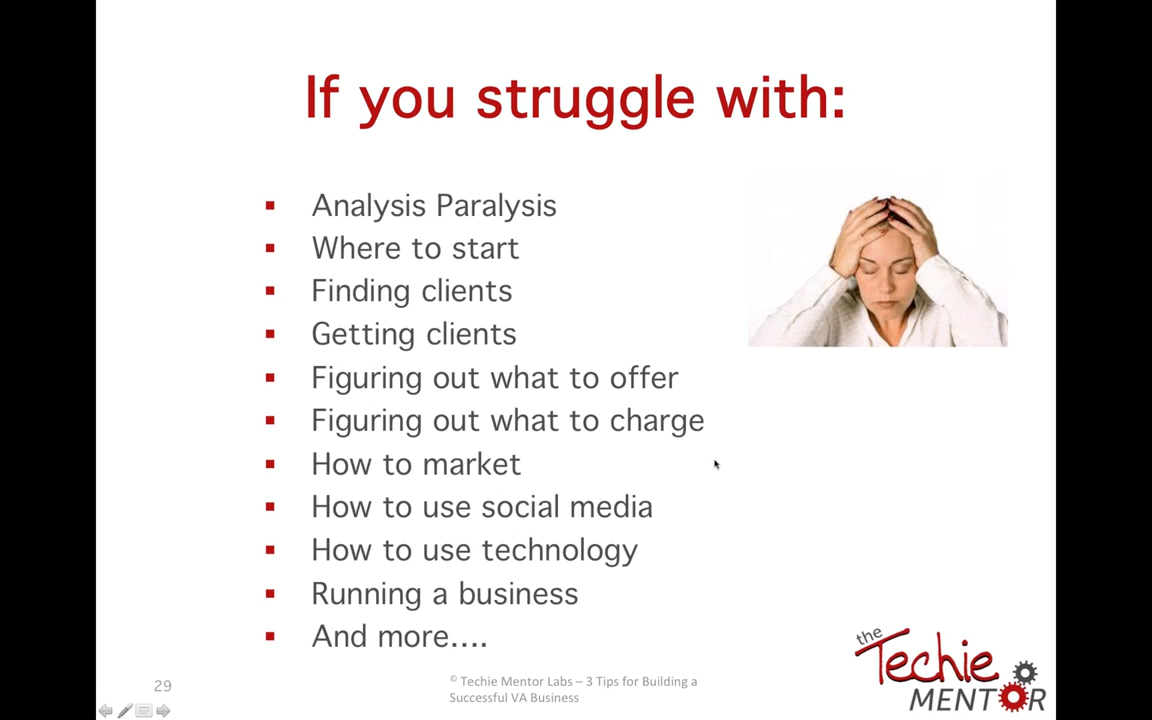 If you struggle with:
▪ Analysis Paralysis
▪ Where to start
▪ Finding clients
▪ Getting clients
▪ Figuring out what to offer
▪ Figuring out what to charge
▪ How to market
▪ How to use social media
▪ How to use technology
▪ Running a business
▪ And more....
29
© Techie Mentor Labs – 3 Tips for Building a
Successful VA Business
the
Techie
MENTOR